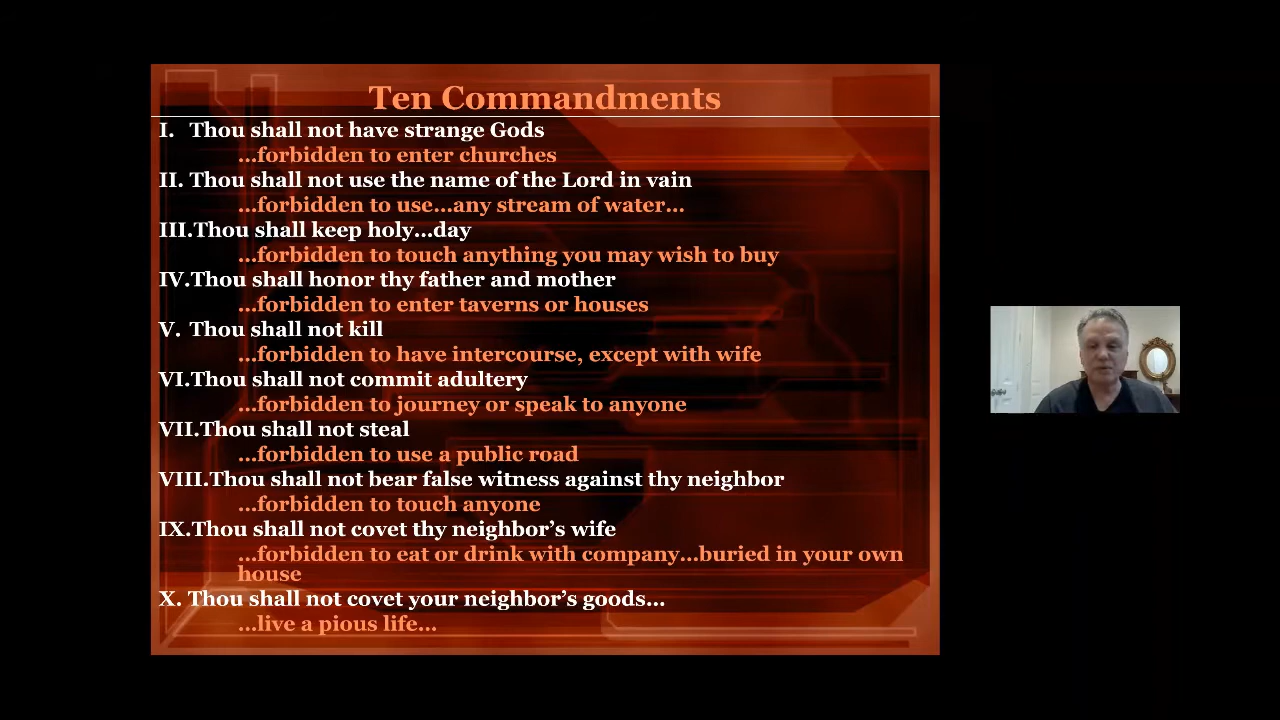 Ten Commandments
I. Thou shall not have strange Gods
...forbidden to enter churches
II. Thou shall not use the name of the Lord in vain
...forbidden to use...any stream of water...
III.Thou shall keep holy...day
...forbidden to touch anything you may wish to buy
IV.Thou shall honor thy father and mother
...forbidden to enter taverns or houses
V. Thou shall not kill
...forbidden to have intercourse, except with wife
VI.Thou shall not commit adultery
...forbidden to journey or speak to anyone
VII.Thou shall not steal
...forbidden to use a public road
VIII.Thou shall not bear false witness against thy neighbor
...forbidden to touch anyone
IX.Thou shall not covet thy neighbor's wife
...forbidden to eat or drink with company...buried in your own
house
X. Thou shall not covet your neighbor's goods...
...live a pious life...